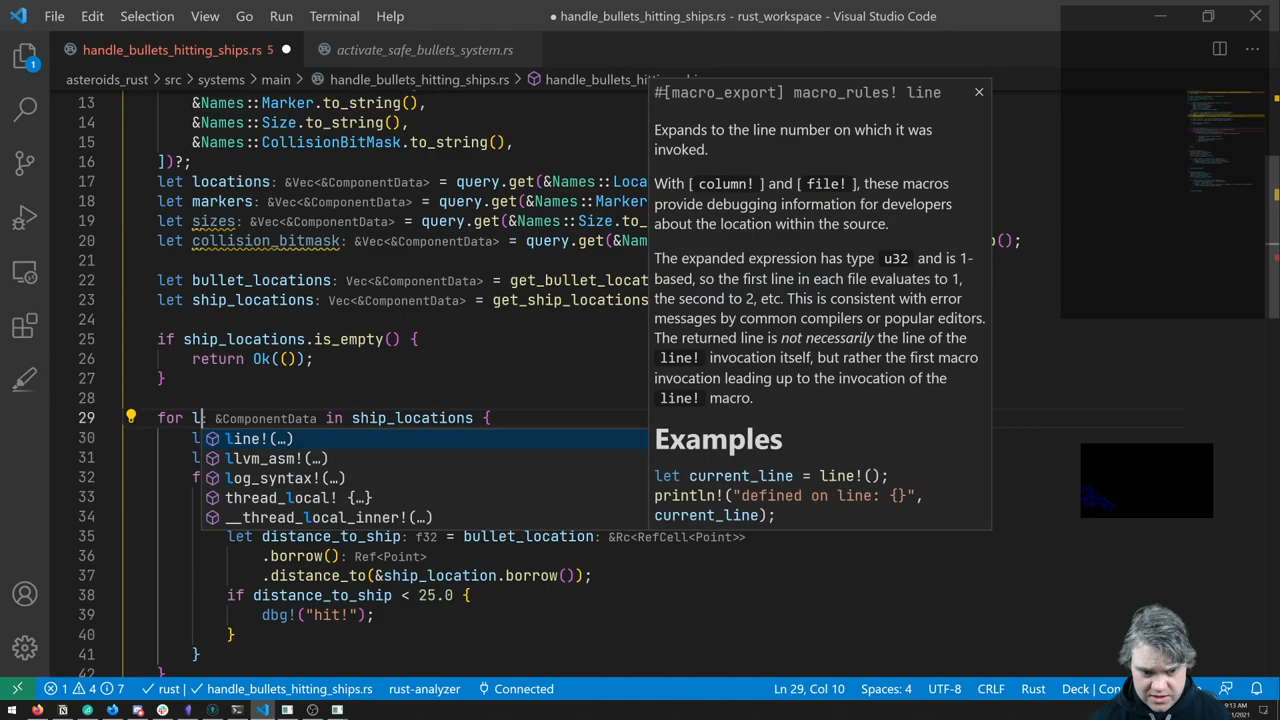 File Edit Selection View Go Run Terminal Help
● handle_bullets_hitting_ships.rs - rust_workspace - Visual Studio Code
handle_bullets_hitting_ships.rs 5 ●
activate_safe_bullets_system.rs
asteroids_rust > src > systems > main > handle_bullets_hitting_ships.rs > handle_bullets_hitting_
13 &Names::Marker.to_string(),
14 &Names::Size.to_string(),
15 &Names::CollisionBitMask.to_string(),
16 ])?;
17 let locations: &Vec<&ComponentData> = query.get(&Names::Loca
18 let markers: &Vec<&ComponentData> = query.get(&Names::Marker
19 let sizes: &Vec<&ComponentData> = query.get(&Names::Size.to_
20 let collision_bitmask: &Vec<&ComponentData> = query.get(&Nam
();
22 let bullet_locations: Vec<&ComponentData> = get_bullet_locat
23 let ship_locations: Vec<&ComponentData> = get_ship_locations
24
25 if ship_locations.is_empty() {
26 return Ok(());
27 }
28
29 for l: &ComponentData in ship_locations {
30 l
31 l
32 f
33
34
35 let distance_to_ship: f32 = bullet_location: &Rc<RefCell<Point>>
36 .borrow(): Ref<Point>
37 .distance_to(&ship_location.borrow());
38 if distance_to_ship < 25.0 {
39 dbg!("hit!");
40 }
41 }
42 }
line!(…)
llvm_asm!(…)
log_syntax!(…)
thread_local! {…}
__thread_local_inner!(…)
#[macro_export] macro_rules! line
Expands to the line number on which it was
invoked.
With [ column! ] and [ file! ], these macros
provide debugging information for developers
about the location within the source.
The expanded expression has type u32 and is 1-
based, so the first line in each file evaluates to 1,
the second to 2, etc. This is consistent with error
messages by common compilers or popular editors.
The returned line is not necessarily the line of the
line! invocation itself, but rather the first macro
invocation leading up to the invocation of the
line! macro.
Examples
let current_line = line!();
println!("defined on line: {}",
current_line);
1 4 7 rust | handle_bullets_hitting_ships.rs rust-analyzer Connected
Ln 29, Col 10 Spaces: 4 UTF-8 CRLF Rust Deck | Con
9:13 AM